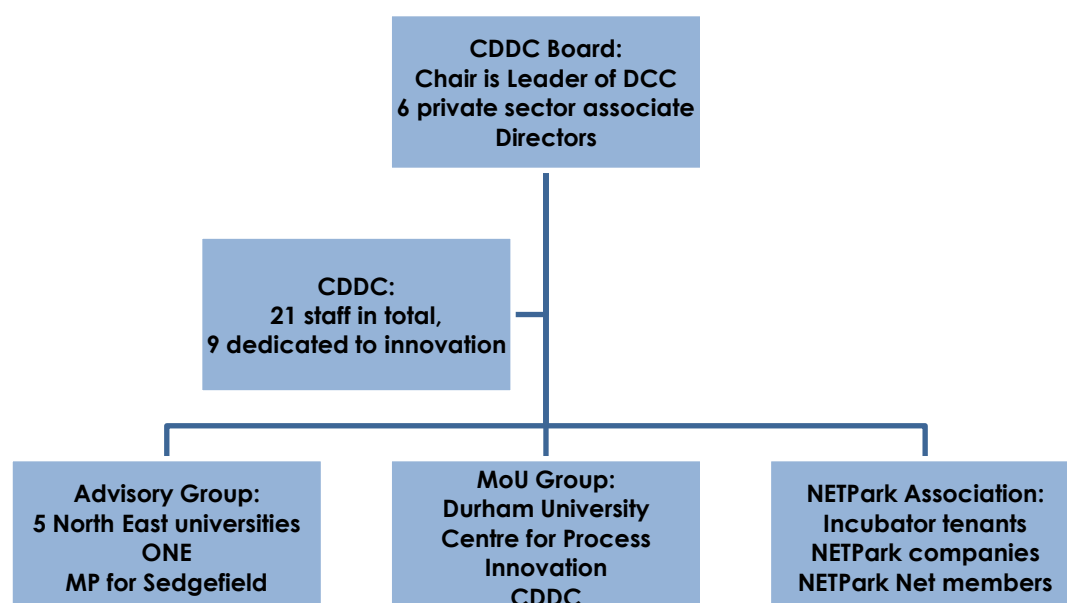 CDDC Board:
Chair is Leader of DCC
6 private sector associate
Directors
CDDC:
21 staff in total,
9 dedicated to innovation
Advisory Group:
5 North East universities
ONE
MP for Sedgefield
MoU Group:
Durham University
Centre for Process
Innovation
CDDC
NETPark Association:
Incubator tenants
NETPark companies
NETPark Net members